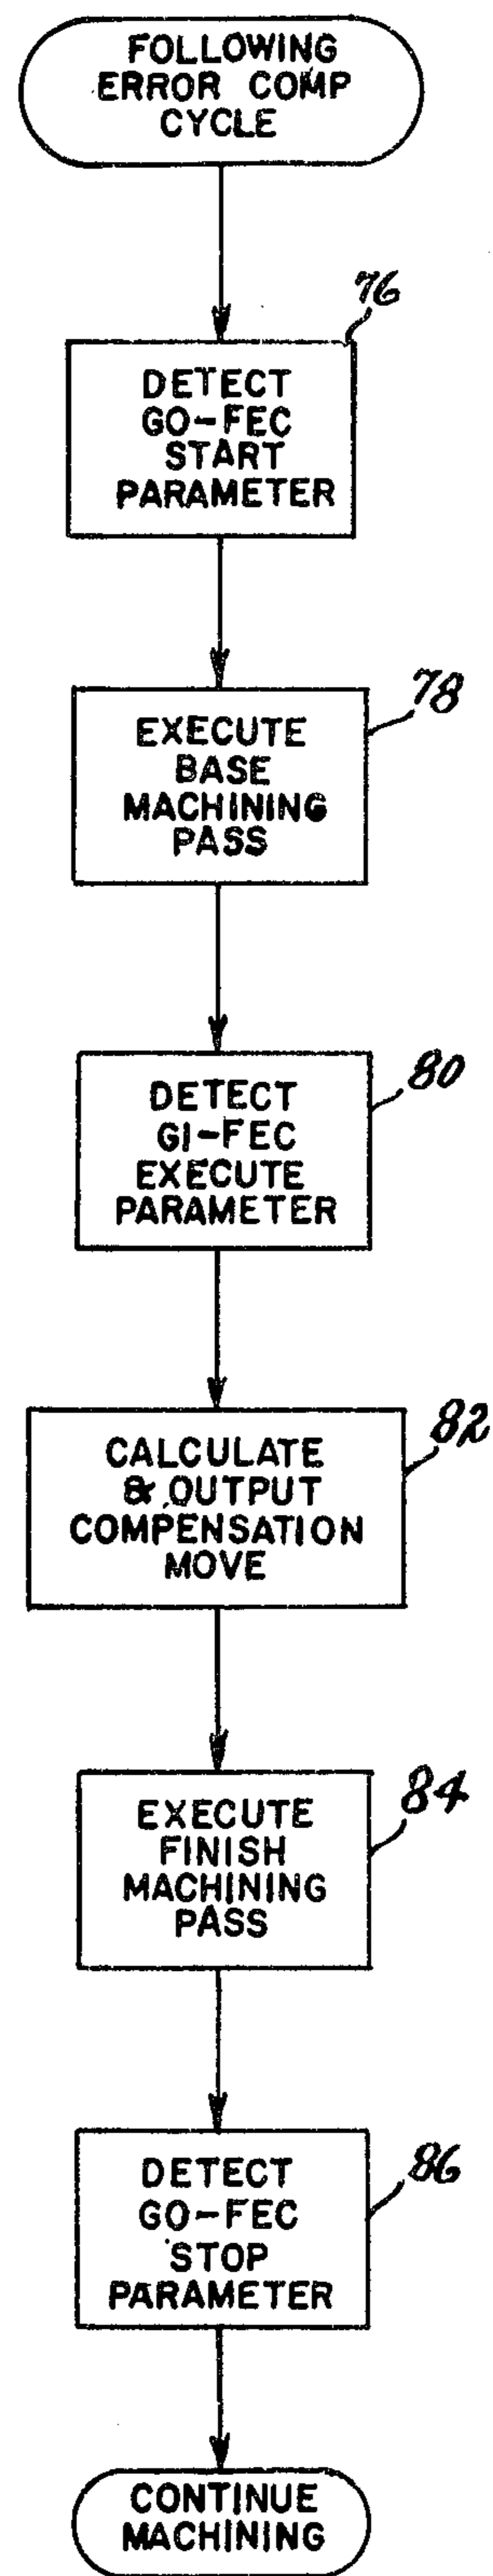 FOLLOWING
ERROR COMP
CYCLE
76
DETECT
GO-FEC
START
PARAMETER
78
EXECUTE
BASE
MACHINING
PASS
80
DETECT
G1-FEC
EXECUTE
PARAMETER
82
CALCULATE
& OUTPUT
COMPENSATION
MOVE
84
EXECUTE
FINISH
MACHINING
PASS
86
DETECT
GO-FEC
STOP
PARAMETER
CONTINUE
MACHINING